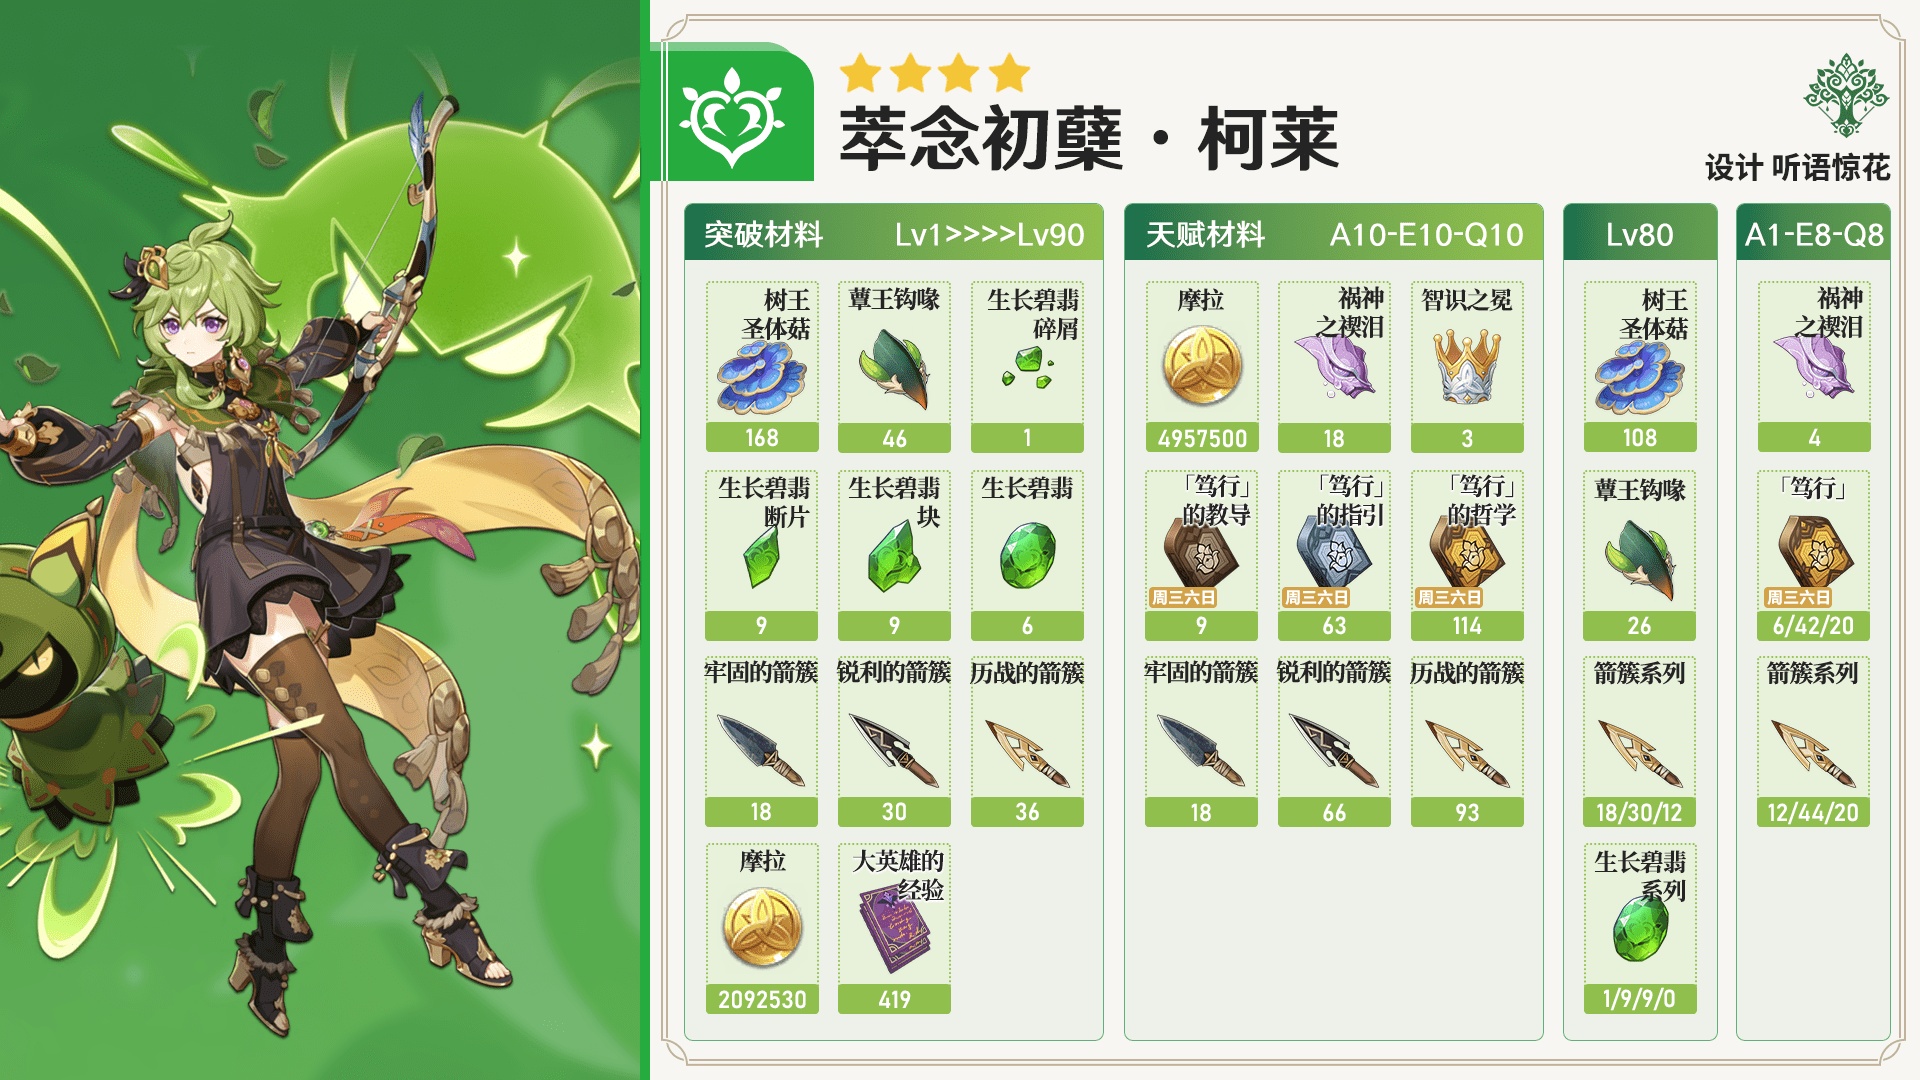 萃念初蘖·柯莱
设计 听语惊花
突破材料 Lv1>>>>Lv90
树王
圣体菇
168
蕈王钩喙
46
生长碧翡
碎屑
1
生长碧翡
断片
9
生长碧翡
块
9
生长碧翡
6
牢固的箭簇
18
锐利的箭簇
30
历战的箭簇
36
摩拉
2092530
大英雄的
经验
419
天赋材料 A10-E10-Q10
摩拉
4957500
祸神
之禊泪
18
智识之冕
3
「笃行」
的教导
周三六日
9
「笃行」
的指引
周三六日
63
「笃行」
的哲学
周三六日
114
牢固的箭簇
18
锐利的箭簇
66
历战的箭簇
93
Lv80
树王
圣体菇
108
蕈王钩喙
26
箭簇系列
18/30/12
生长碧翡
系列
1/9/9/0
A1-E8-Q8
祸神
之禊泪
4
「笃行」
周三六日
6/42/20
箭簇系列
12/44/20